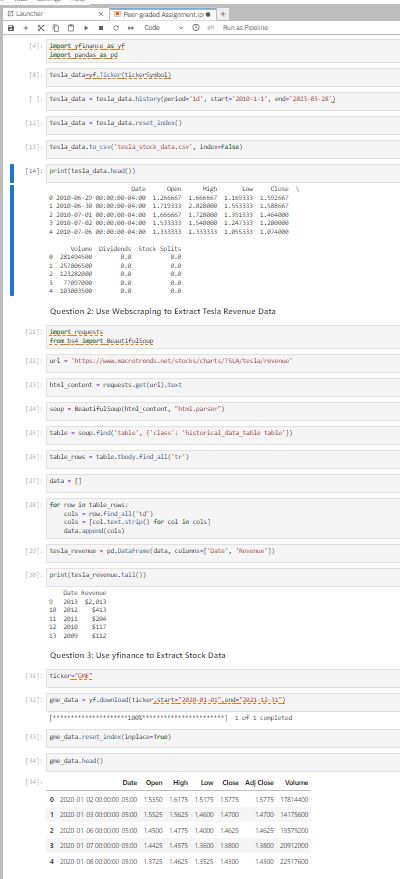 Launcher × Peer-graded Assignment.ip● +
Code Run as Pipeline
[4]: import yfinance as yf
import pandas as pd
[8]: tesla_data=yf.Ticker(tickerSymbol)
[ ]: tesla_data = tesla_data.history(period='1d', start='2010-1-1', end='2023-03-28')
[12]: tesla_data = tesla_data.reset_index()
[13]: tesla_data.to_csv('tesla_stock_data.csv', index=False)
[14]: print(tesla_data.head())
Date Open High Low Close \
0 2010-06-29 00:00:00-04:00 1.266667 1.666667 1.169333 1.592667
1 2010-06-30 00:00:00-04:00 1.719333 2.028000 1.553333 1.588667
2 2010-07-01 00:00:00-04:00 1.666667 1.728000 1.351333 1.464000
3 2010-07-02 00:00:00-04:00 1.533333 1.540000 1.247333 1.280000
4 2010-07-06 00:00:00-04:00 1.333333 1.333333 1.055333 1.074000
Volume Dividends Stock Splits
0 281494500 0.0 0.0
1 257806500 0.0 0.0
2 123282000 0.0 0.0
3 77097000 0.0 0.0
4 103003500 0.0 0.0
Question 2: Use Webscraping to Extract Tesla Revenue Data
[21]: import requests
from bs4 import BeautifulSoup
[22]: url = 'https://www.macrotrends.net/stocks/charts/TSLA/tesla/revenue'
[23]: html_content = requests.get(url).text
[24]: soup = BeautifulSoup(html_content, "html.parser")
[25]: table = soup.find('table', {'class': 'historical_data_table table'})
[26]: table_rows = table.tbody.find_all('tr')
[27]: data = []
[28]: for row in table_rows:
cols = row.find_all('td')
cols = [col.text.strip() for col in cols]
data.append(cols)
[29]: tesla_revenue = pd.DataFrame(data, columns=['Date', 'Revenue'])
[30]: print(tesla_revenue.tail())
Date Revenue
9 2013 $2,013
10 2012 $413
11 2011 $204
12 2010 $117
13 2009 $112
Question 3: Use yfinance to Extract Stock Data
[31]: ticker="GME"
[32]: gme_data = yf.download(ticker,start="2020-01-01",end="2021-12-31")
[*********************100%***********************] 1 of 1 completed
[33]: gme_data.reset_index(inplace=True)
[34]: gme_data.head()
[34]: Date Open High Low Close Adj Close Volume
0 2020-01-02 00:00:00-05:00 1.5350 1.6175 1.5175 1.5775 1.5775 17814400
1 2020-01-03 00:00:00-05:00 1.5525 1.5625 1.4600 1.4700 1.4700 14175600
2 2020-01-06 00:00:00-05:00 1.4500 1.4775 1.4000 1.4625 1.4625 13579200
3 2020-01-07 00:00:00-05:00 1.4425 1.4575 1.3600 1.3800 1.3800 20912000
4 2020-01-08 00:00:00-05:00 1.3725 1.4625 1.3525 1.4300 1.4300 22517600